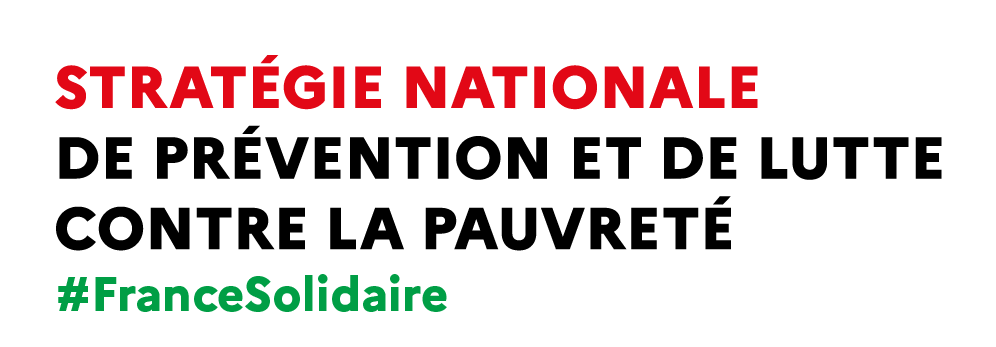 STRATÉGIE NATIONALE
DE PRÉVENTION ET DE LUTTE
CONTRE LA PAUVRETÉ
#FranceSolidaire